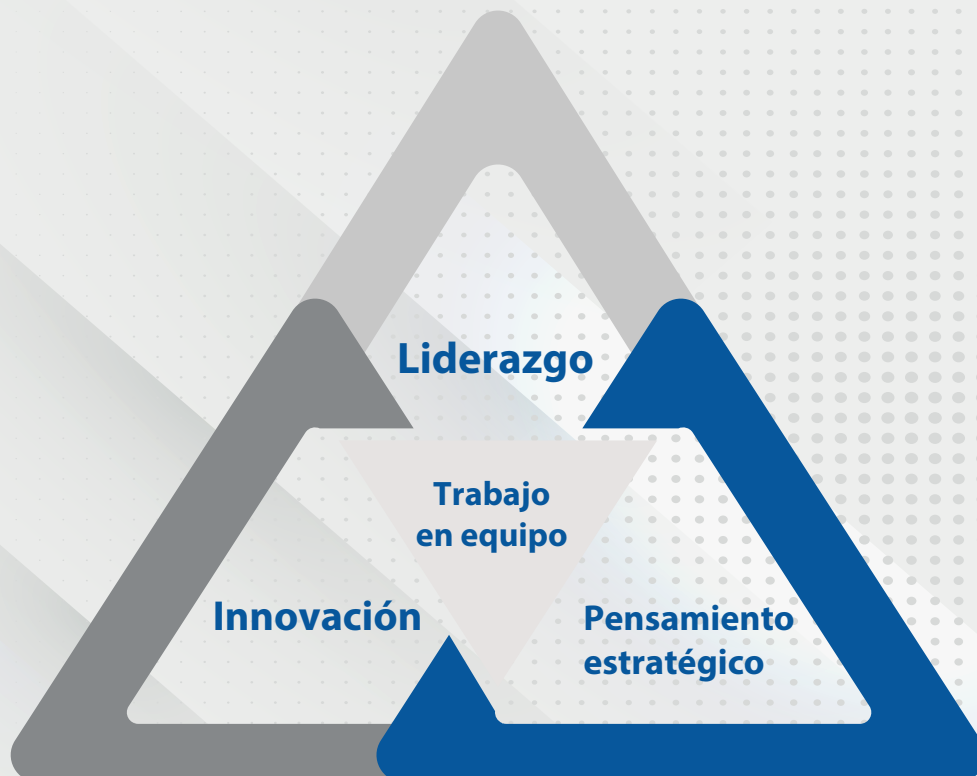 Liderazgo
Trabajo
en equipo
Innovación
Pensamiento
estratégico